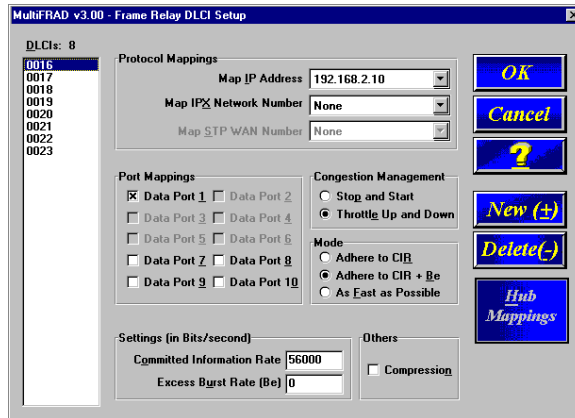 MultiFRAD v3.00 - Frame Relay DLCI Setup
DLCIs: 8
0016
0017
0018
0019
0020
0021
0022
0023
Protocol Mappings
Map IP Address 192.168.2.10
Map IPX Network Number None
Map STP WAN Number None
Port Mappings
Data Port 1 Data Port 2
Data Port 3 Data Port 4
Data Port 5 Data Port 6
Data Port 7 Data Port 8
Data Port 9 Data Port 10
Congestion Management
Stop and Start
Throttle Up and Down
Mode
Adhere to CIR
Adhere to CIR + Be
As Fast as Possible
Settings (in Bits/second)
Committed Information Rate 56000
Excess Burst Rate (Be) 0
Others
Compression
OK
Cancel
?
New (+)
Delete(-)
Hub
Mappings